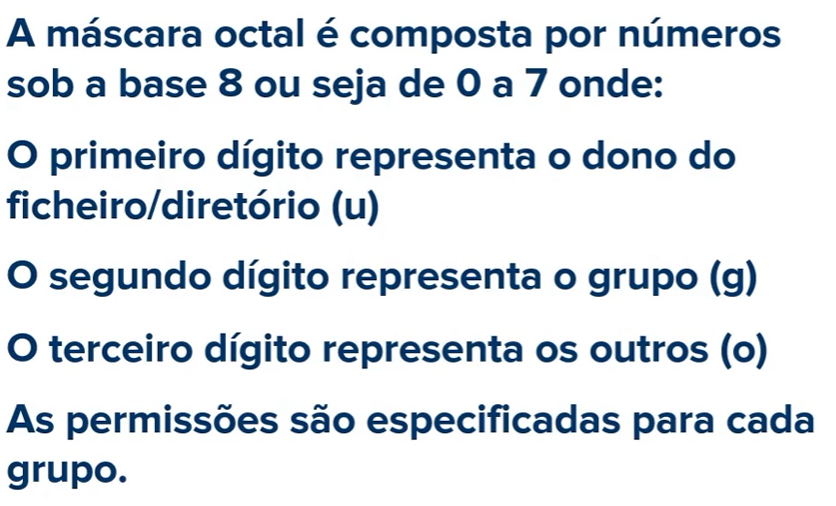 A máscara octal é composta por números
sob a base 8 ou seja de 0 a 7 onde:
O primeiro dígito representa o dono do
ficheiro/diretório (u)
O segundo dígito representa o grupo (g)
O terceiro dígito representa os outros (o)
As permissões são especificadas para cada
grupo.